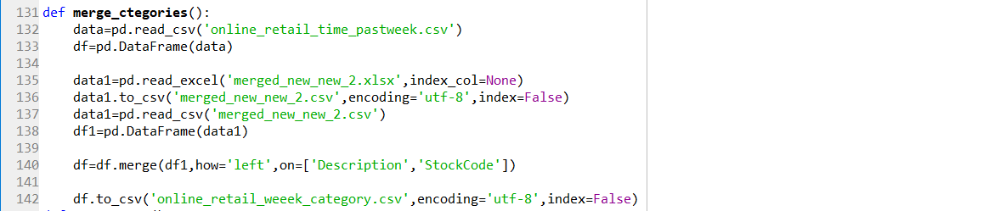 131 def merge_ctegories():
132     data=pd.read_csv('online_retail_time_pastweek.csv')
133     df=pd.DataFrame(data)
134
135     data1=pd.read_excel('merged_new_new_2.xlsx',index_col=None)
136     data1.to_csv('merged_new_new_2.csv',encoding='utf-8',index=False)
137     data1=pd.read_csv('merged_new_new_2.csv')
138     df1=pd.DataFrame(data1)
139
140     df=df.merge(df1,how='left',on=['Description','StockCode'])
141
142     df.to_csv('online_retail_weeek_category.csv',encoding='utf-8',index=False)